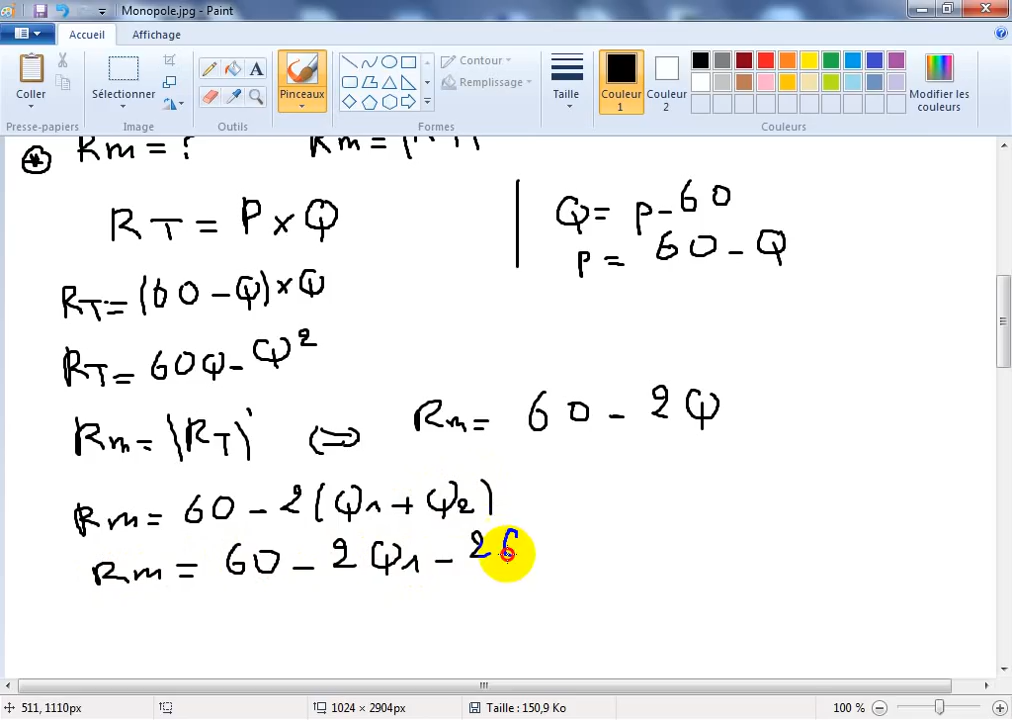 Monopole.jpg - Paint
Accueil Affichage
Coller
Sélectionner
Pinceaux
Contour
Remplissage
Taille
Couleur 1
Couleur 2
Modifier les couleurs
Presse-papiers
Image
Outils
Formes
Couleurs
Rm = ?
RT = P × Q
Q = P - 60
P = 60 - Q
RT = (60 - Q) × Q
RT = 60Q - Q²
Rm = (RT)' ⇔ Rm = 60 - 2Q
Rm = 60 - 2(Q1 + Q2)
Rm = 60 - 2Q1 - 2
511, 1110px
1024 × 2904px
Taille : 150,9 Ko
100 %